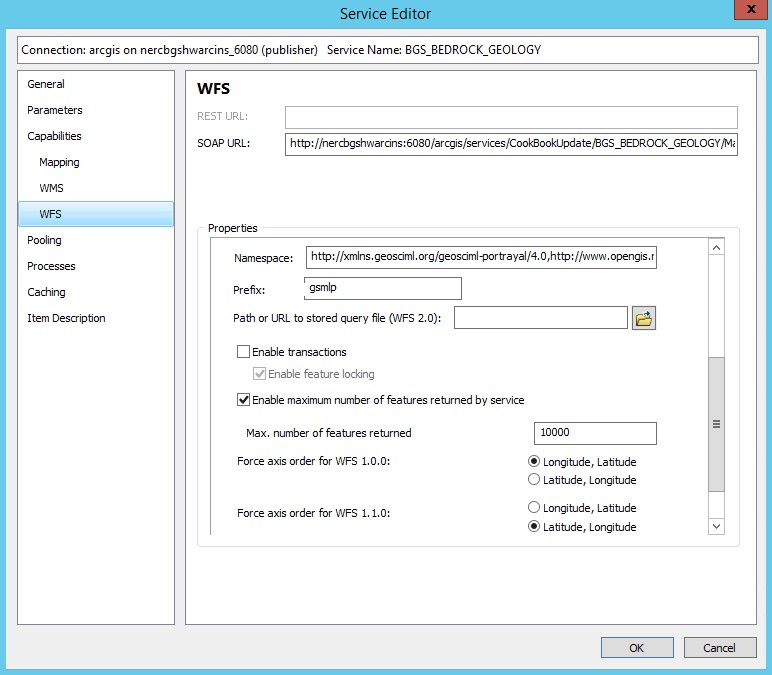 Service Editor
x
Connection: arcgis on nercbgshwarcins_6080 (publisher) Service Name: BGS_BEDROCK_GEOLOGY
General
Parameters
Capabilities
Mapping
WMS
WFS
Pooling
Processes
Caching
Item Description
WFS
REST URL:
SOAP URL: http://nercbgshwarcins:6080/arcgis/services/CookBookUpdate/BGS_BEDROCK_GEOLOGY/Ma
Properties
Namespace: http://xmlns.geosciml.org/geosciml-portrayal/4.0,http://www.opengis.r
Prefix: gsmlp
Path or URL to stored query file (WFS 2.0):
Enable transactions
Enable feature locking
Enable maximum number of features returned by service
Max. number of features returned 10000
Force axis order for WFS 1.0.0: Longitude, Latitude
Latitude, Longitude
Force axis order for WFS 1.1.0: Longitude, Latitude
Latitude, Longitude
OK Cancel